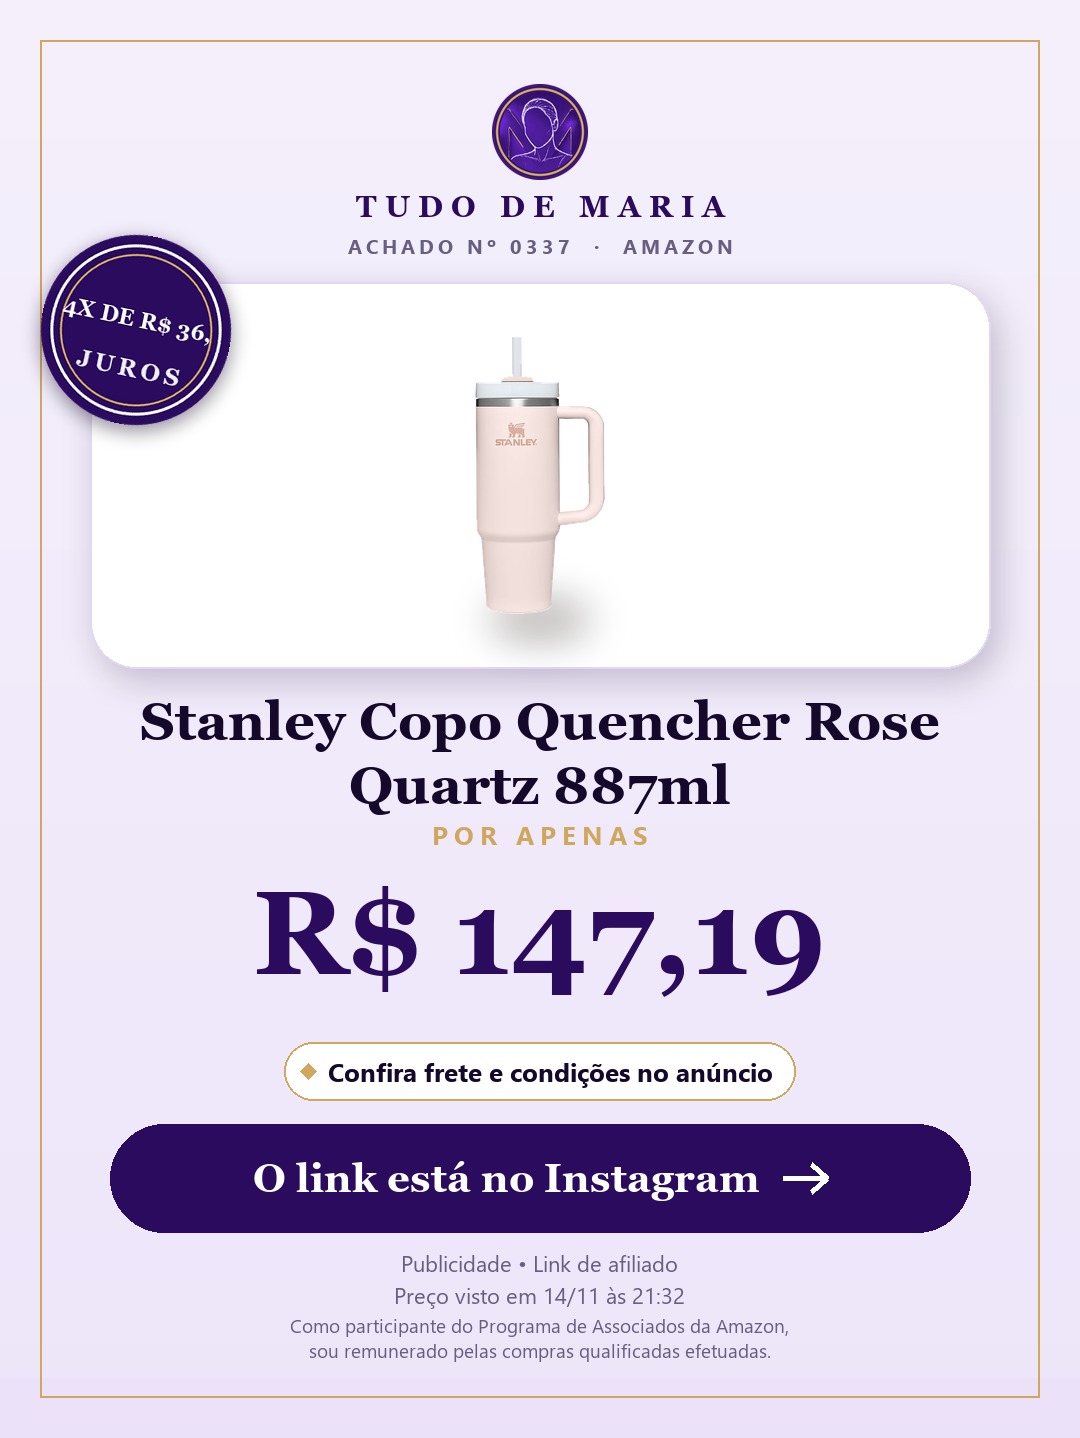 TUDO DE MARIA
ACHADO Nº 0337 · AMAZON
4X DE R$ 36,
JUROS
STANLEY
Stanley Copo Quencher Rose
Quartz 887ml
POR APENAS
R$ 147,19
Confira frete e condições no anúncio
O link está no Instagram →
Publicidade • Link de afiliado
Preço visto em 14/11 às 21:32
Como participante do Programa de Associados da Amazon,
sou remunerado pelas compras qualificadas efetuadas.